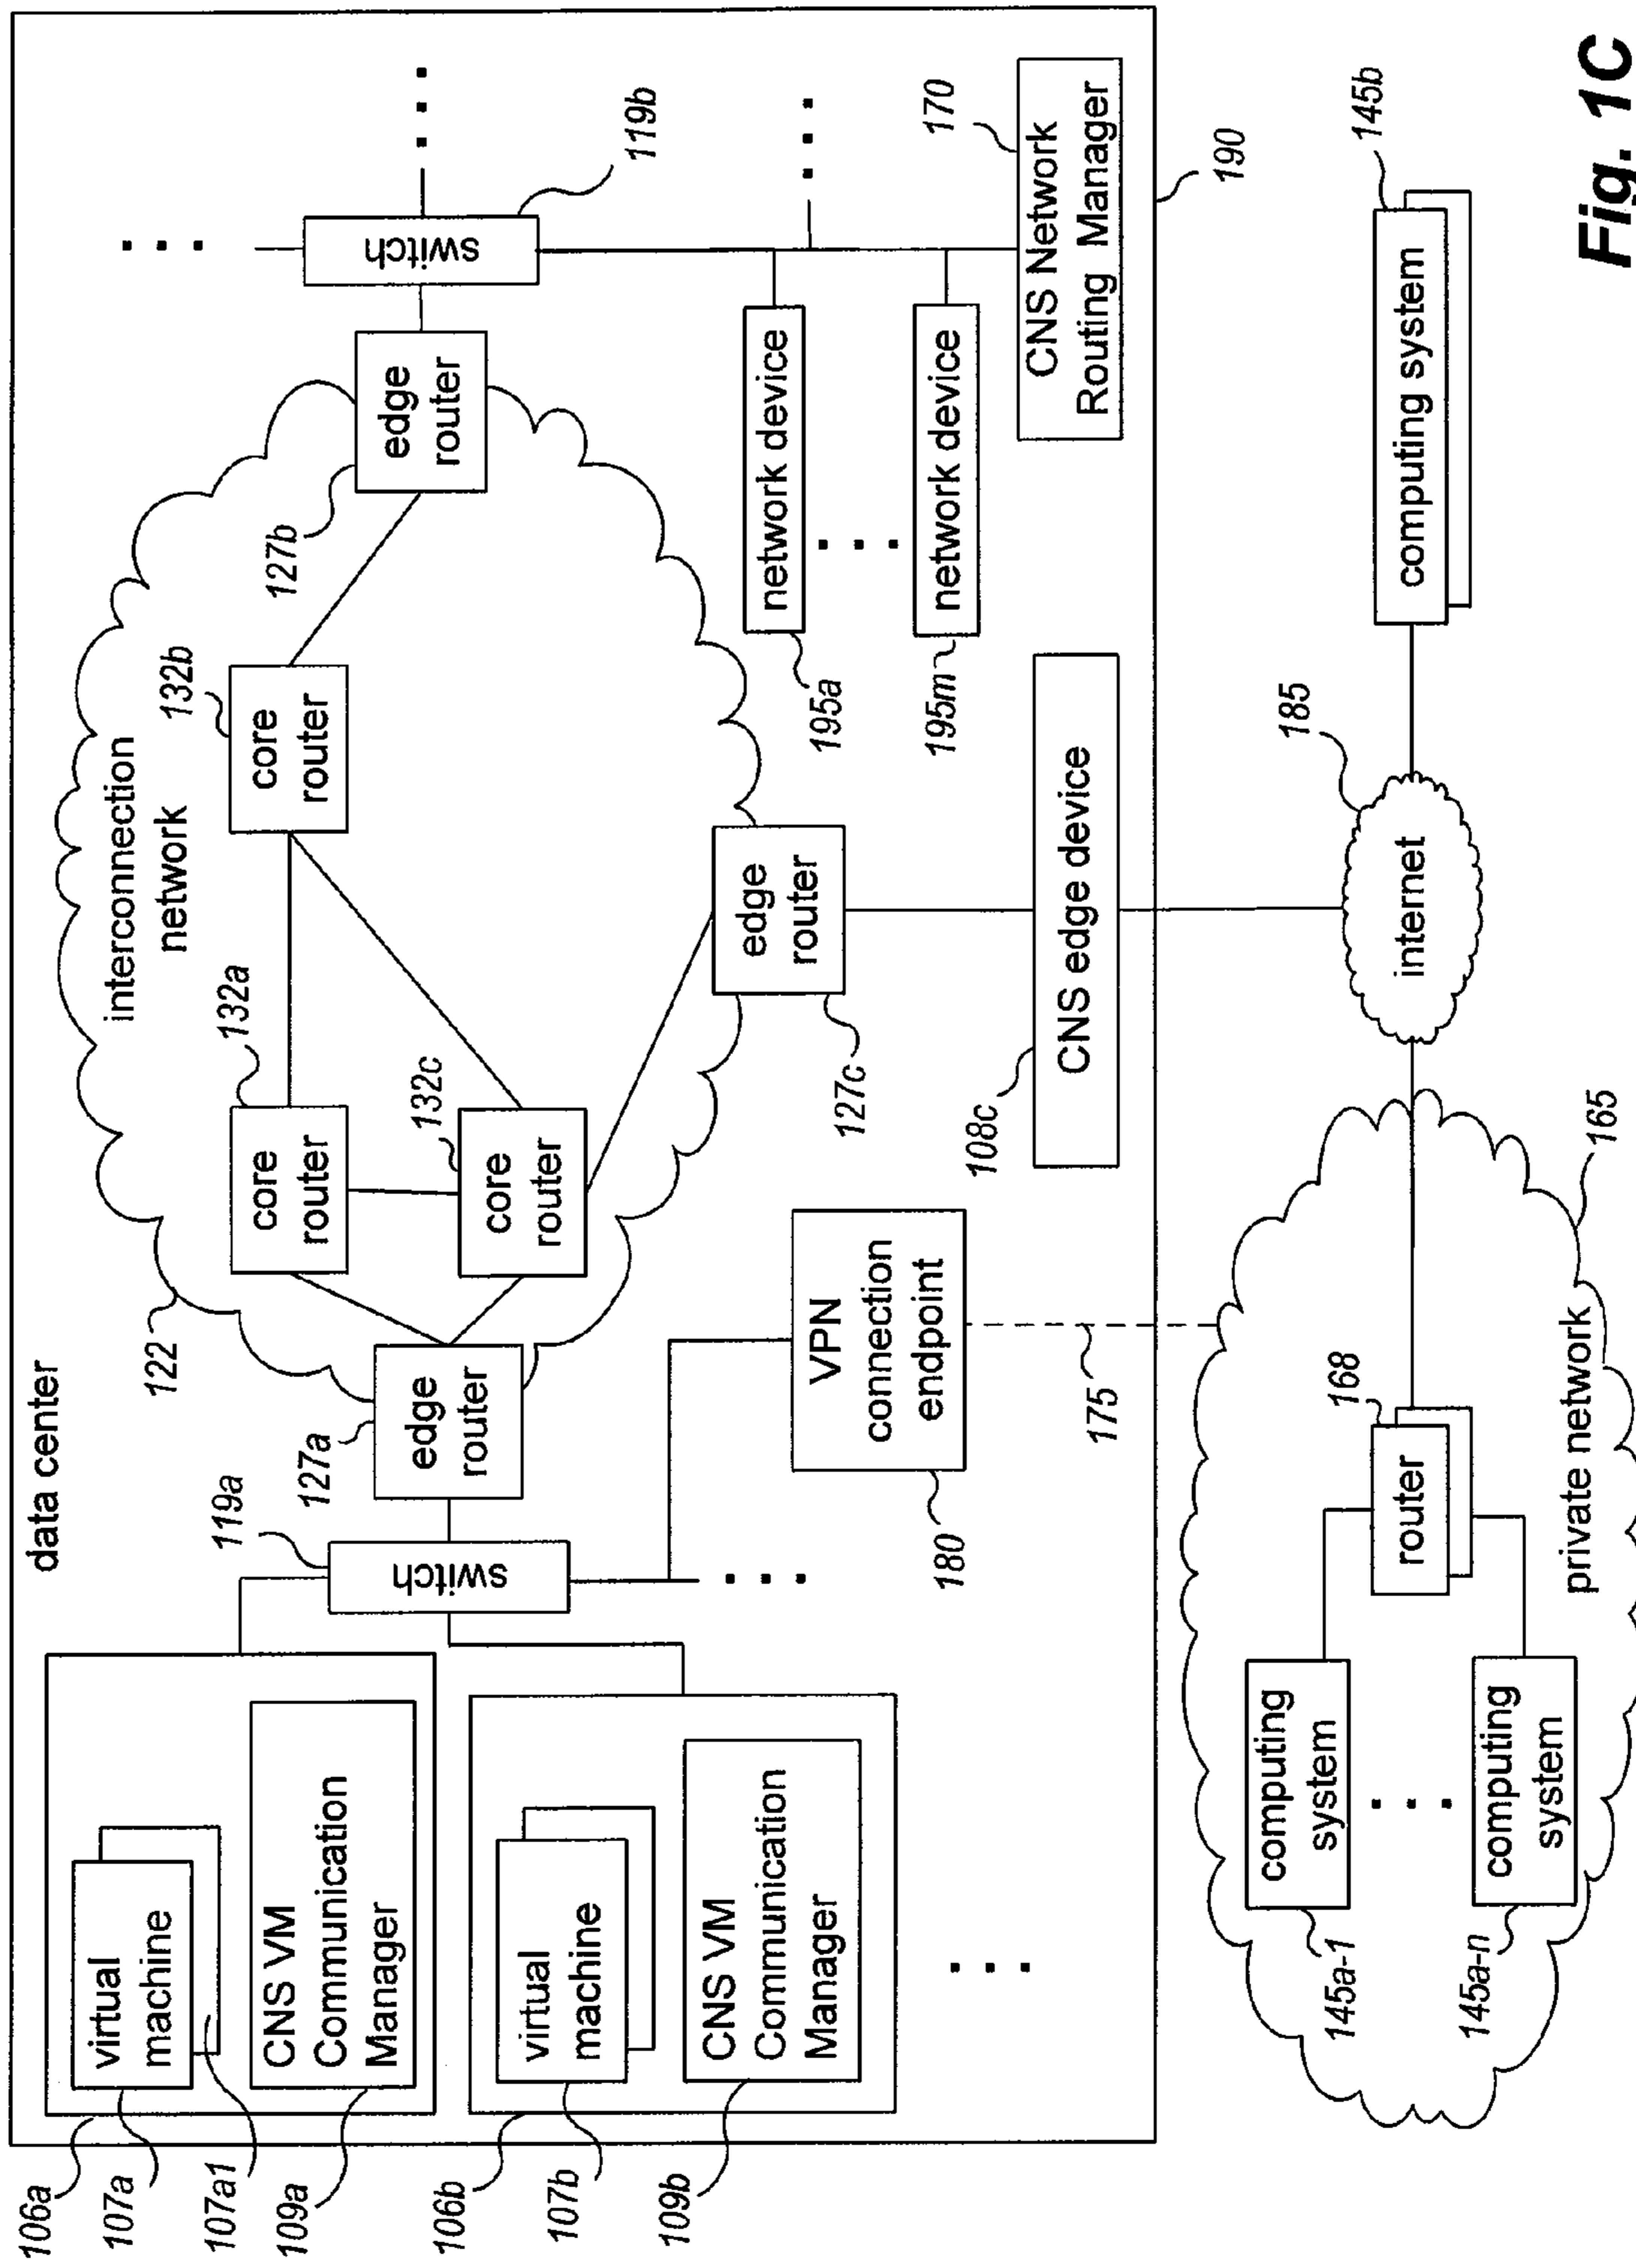 data center
106a
107a
107a1
109a
virtual
machine
CNS VM
Communication
Manager
106b
107b
109b
virtual
machine
CNS VM
Communication
Manager
...
119a
switch
...
127a
edge
router
122
interconnection
network
132a
core
router
132b
core
router
132c
core
router
127b
edge
router
127c
edge
router
switch
119b
...
...
...
195a
network device
...
195m
network device
170
CNS Network
Routing Manager
190
VPN
connection
endpoint
180
175
108c
CNS edge device
185
internet
145b
computing system
165
private network
168
router
computing
system
145a-1
...
computing
system
145a-n
Fig. 1C